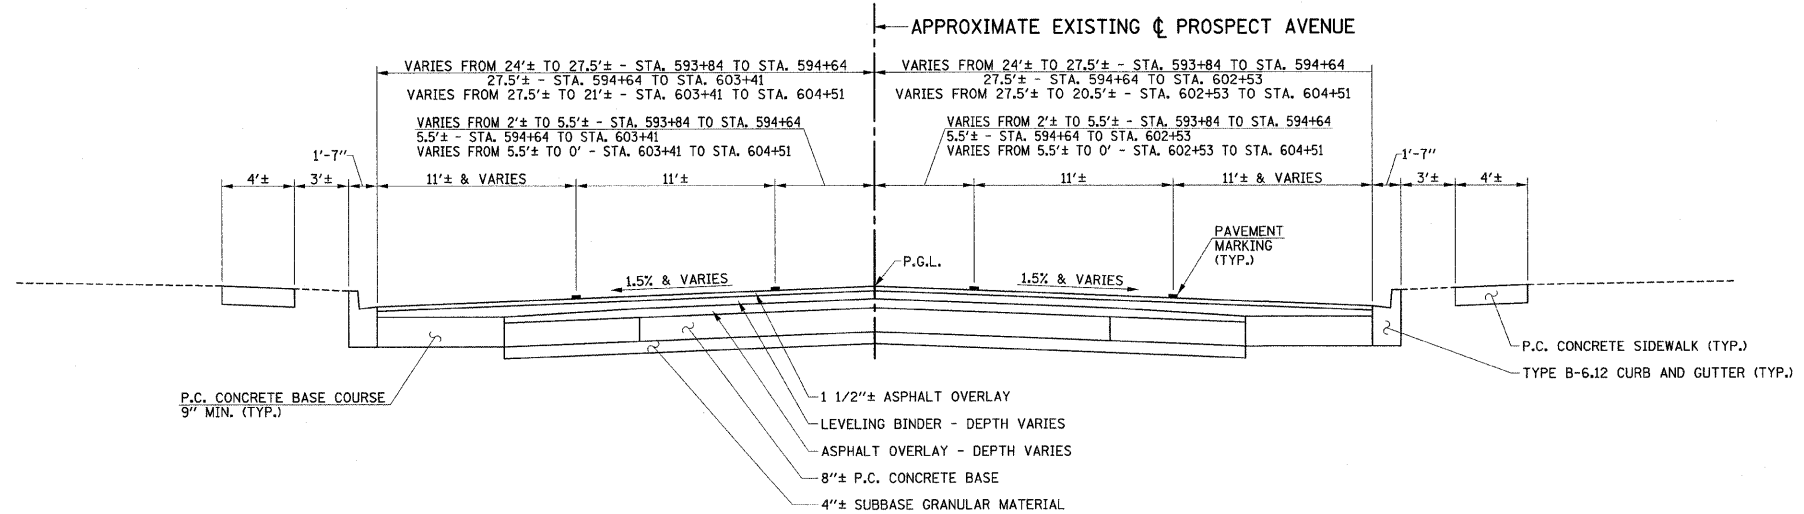 APPROXIMATE EXISTING ℄ PROSPECT AVENUE
VARIES FROM 24'± TO 27.5'± - STA. 593+84 TO STA. 594+64
27.5'± - STA. 594+64 TO STA. 603+41
VARIES FROM 27.5'± TO 21'± - STA. 603+41 TO STA. 604+51
VARIES FROM 24'± TO 27.5'± - STA. 593+84 TO STA. 594+64
27.5'± - STA. 594+64 TO STA. 602+53
VARIES FROM 27.5'± TO 20.5'± - STA. 602+53 TO STA. 604+51
VARIES FROM 2'± TO 5.5'± - STA. 593+84 TO STA. 594+64
5.5'± - STA. 594+64 TO STA. 603+41
VARIES FROM 5.5'± TO 0' - STA. 603+41 TO STA. 604+51
VARIES FROM 2'± TO 5.5'± - STA. 593+84 TO STA. 594+64
5.5'± - STA. 594+64 TO STA. 602+53
VARIES FROM 5.5'± TO 0' - STA. 602+53 TO STA. 604+51
1'-7"
1'-7"
4'±
3'±
11'± & VARIES
11'±
11'±
11'± & VARIES
3'±
4'±
PAVEMENT
MARKING
(TYP.)
P.G.L.
1.5% & VARIES
1.5% & VARIES
P.C. CONCRETE SIDEWALK (TYP.)
TYPE B-6.12 CURB AND GUTTER (TYP.)
P.C. CONCRETE BASE COURSE
9" MIN. (TYP.)
1 1/2"± ASPHALT OVERLAY
LEVELING BINDER - DEPTH VARIES
ASPHALT OVERLAY - DEPTH VARIES
8"± P.C. CONCRETE BASE
4"± SUBBASE GRANULAR MATERIAL